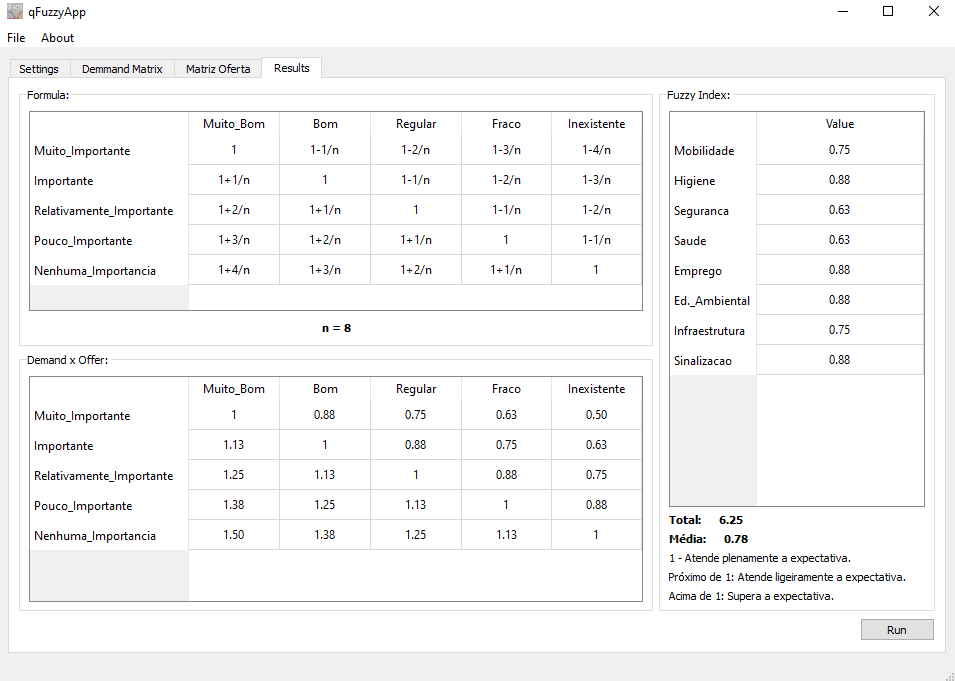 qFuzzyApp
File About
Settings Demmand Matrix Matriz Oferta Results
Formula:
Muito_Bom Bom Regular Fraco Inexistente
Muito_Importante 1 1-1/n 1-2/n 1-3/n 1-4/n
Importante 1+1/n 1 1-1/n 1-2/n 1-3/n
Relativamente_Importante 1+2/n 1+1/n 1 1-1/n 1-2/n
Pouco_Importante 1+3/n 1+2/n 1+1/n 1 1-1/n
Nenhuma_Importancia 1+4/n 1+3/n 1+2/n 1+1/n 1
n = 8
Demand x Offer:
Muito_Bom Bom Regular Fraco Inexistente
Muito_Importante 1 0.88 0.75 0.63 0.50
Importante 1.13 1 0.88 0.75 0.63
Relativamente_Importante 1.25 1.13 1 0.88 0.75
Pouco_Importante 1.38 1.25 1.13 1 0.88
Nenhuma_Importancia 1.50 1.38 1.25 1.13 1
Fuzzy Index:
Value
Mobilidade 0.75
Higiene 0.88
Seguranca 0.63
Saude 0.63
Emprego 0.88
Ed._Ambiental 0.88
Infraestrutura 0.75
Sinalizacao 0.88
Total: 6.25
Média: 0.78
1 - Atende plenamente a expectativa.
Próximo de 1: Atende ligeiramente a expectativa.
Acima de 1: Supera a expectativa.
Run